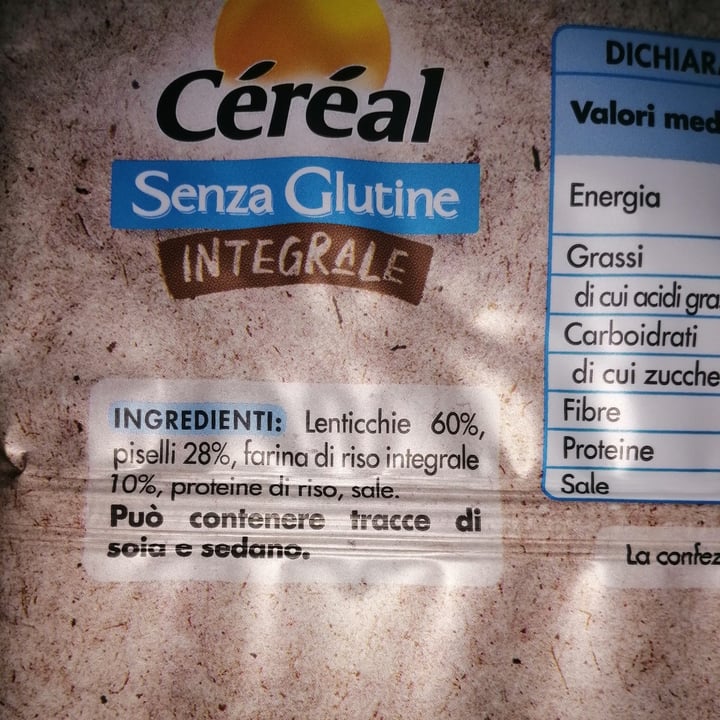 Céréal
Senza Glutine
INTEGRALE
INGREDIENTI: Lenticchie 60%,
piselli 28%, farina di riso integrale
10%, proteine di riso, sale.
Può contenere tracce di
soia e sedano.
DICHIAR
Valori med
Energia
Grassi
di cui acidi gra
Carboidrati
di cui zucche
Fibre
Proteine
Sale
La confez